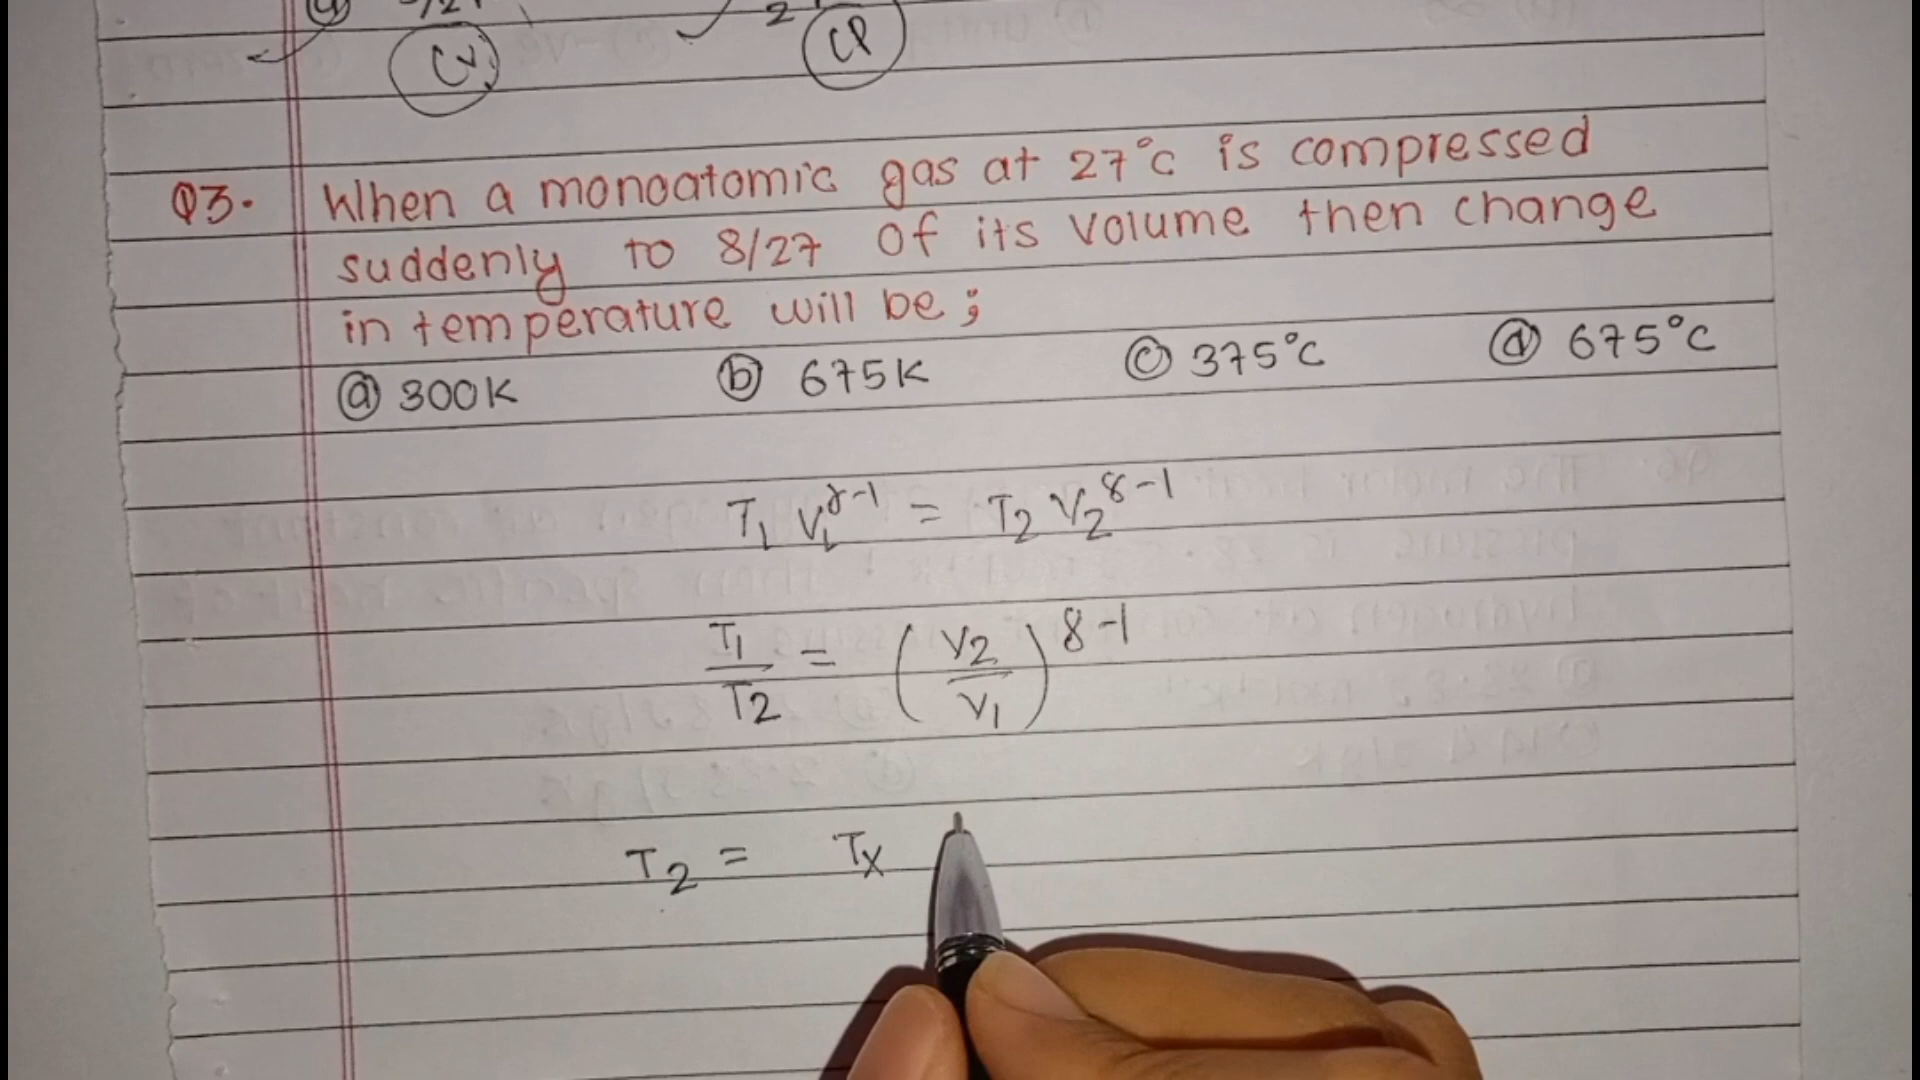 Cv
CP
Q3. When a monoatomic gas at 27°C is compressed
suddenly to 8/27 of its volume then change
in temperature will be;
(a) 300K (b) 675K (c) 375°C (d) 675°C
T₁ V₁^γ-1 = T₂ V₂^γ-1
T₁/T₂ = (V₂/V₁)^γ-1
T₂ = Tx